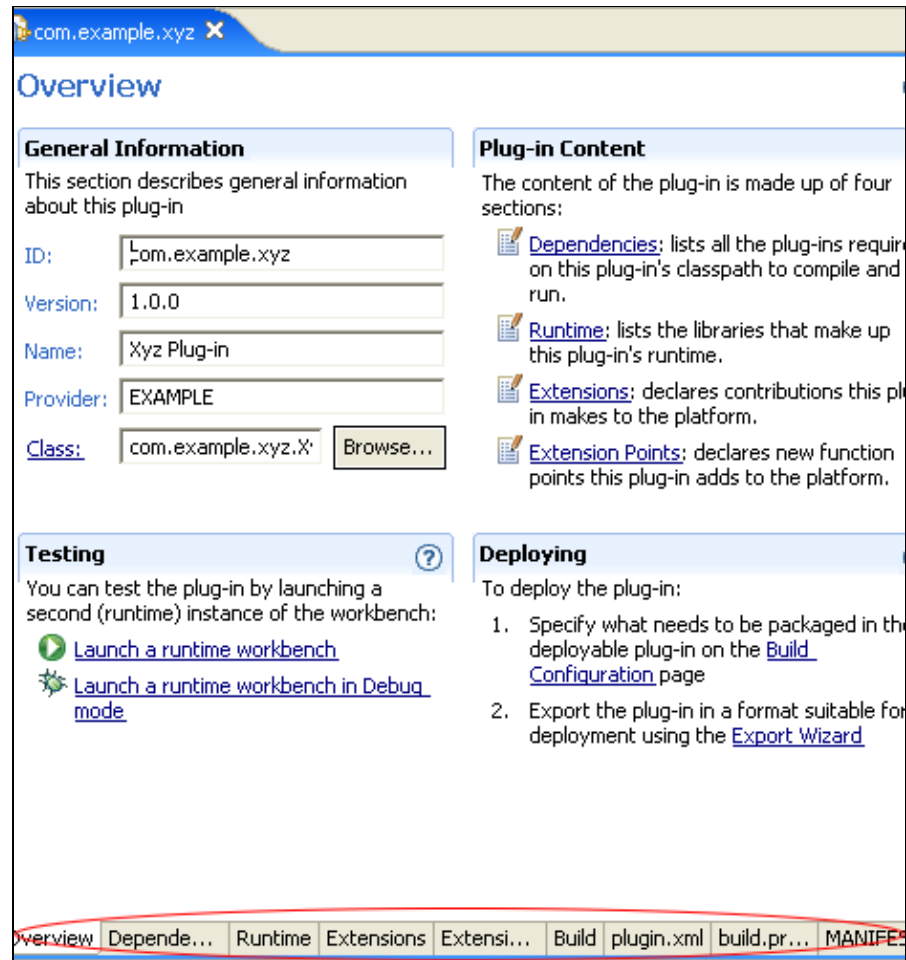 com.example.xyz
Overview
General Information
This section describes general information
about this plug-in
ID: com.example.xyz
Version: 1.0.0
Name: Xyz Plug-in
Provider: EXAMPLE
Class: com.example.xyz.X Browse...
Plug-in Content
The content of the plug-in is made up of four
sections:
Dependencies: lists all the plug-ins require
on this plug-in's classpath to compile and
run.
Runtime: lists the libraries that make up
this plug-in's runtime.
Extensions: declares contributions this pl
in makes to the platform.
Extension Points: declares new function
points this plug-in adds to the platform.
Testing
You can test the plug-in by launching a
second (runtime) instance of the workbench:
Launch a runtime workbench
Launch a runtime workbench in Debug
mode
Deploying
To deploy the plug-in:
1. Specify what needs to be packaged in the
deployable plug-in on the Build
Configuration page
2. Export the plug-in in a format suitable for
deployment using the Export Wizard
Overview Depende... Runtime Extensions Extensi... Build plugin.xml build.pr... MANIFES